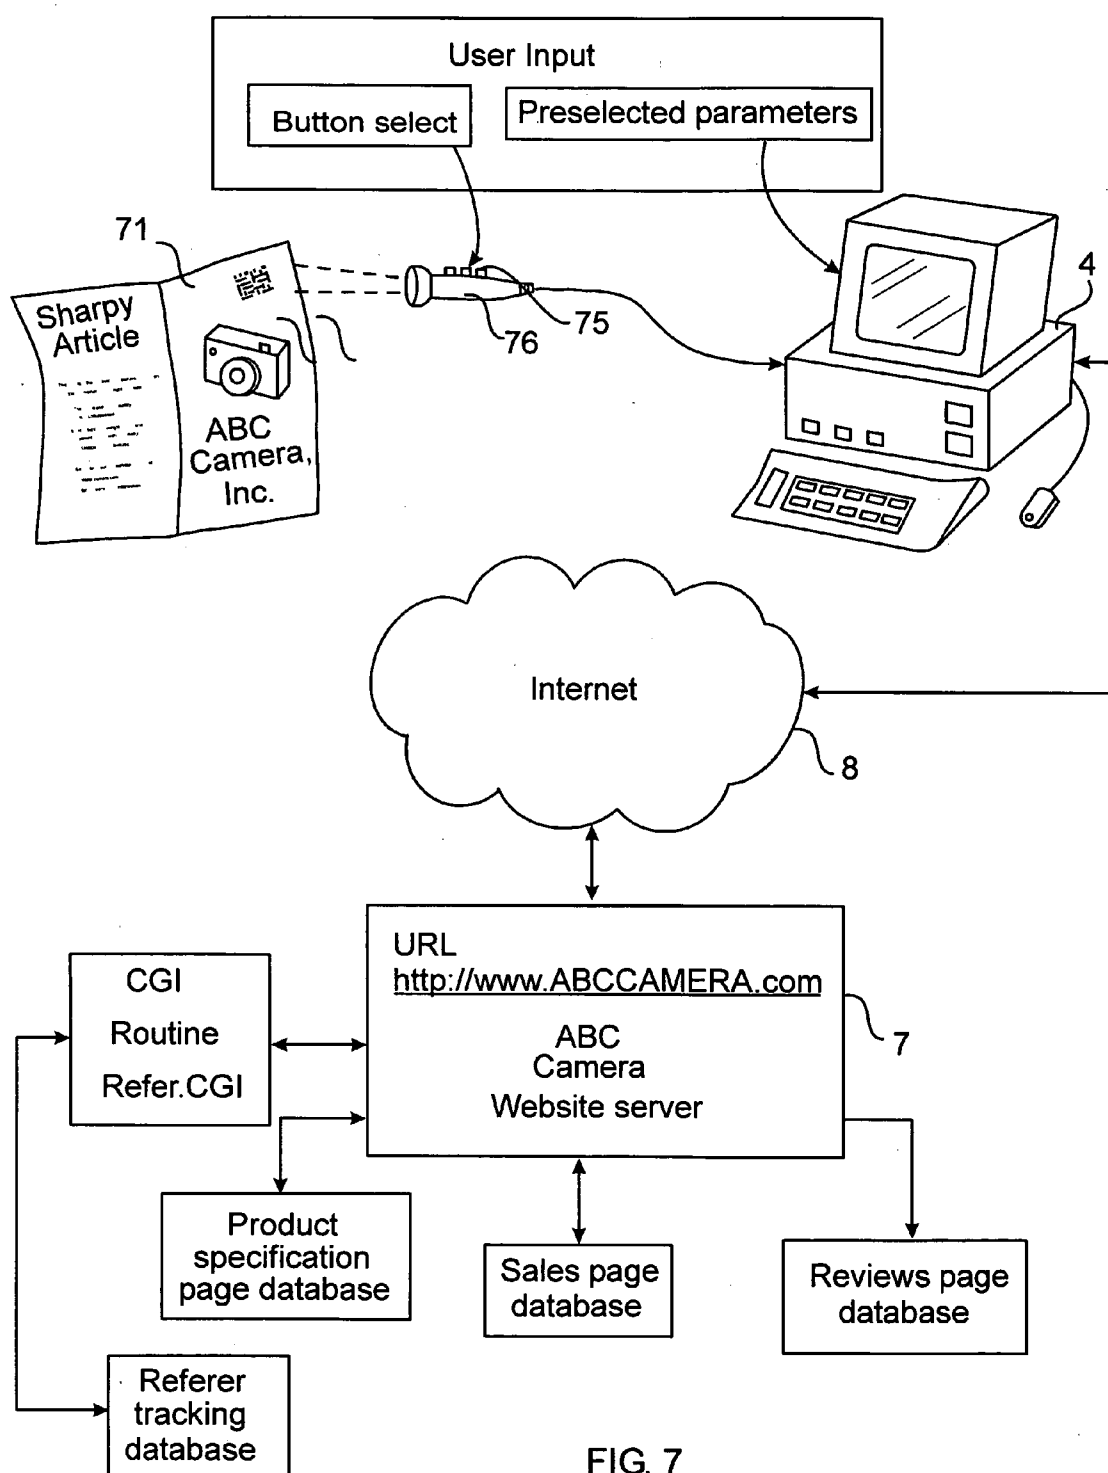 User Input
Button select
Preselected parameters
71
4
75
76
Sharpy
Article
ABC
Camera,
Inc.
Internet
8
URL
http://www.ABCCAMERA.com
ABC
Camera
Website server
7
CGI
Routine
Refer.CGI
Product
specification
page database
Sales page
database
Reviews page
database
Referer
tracking
database
FIG. 7